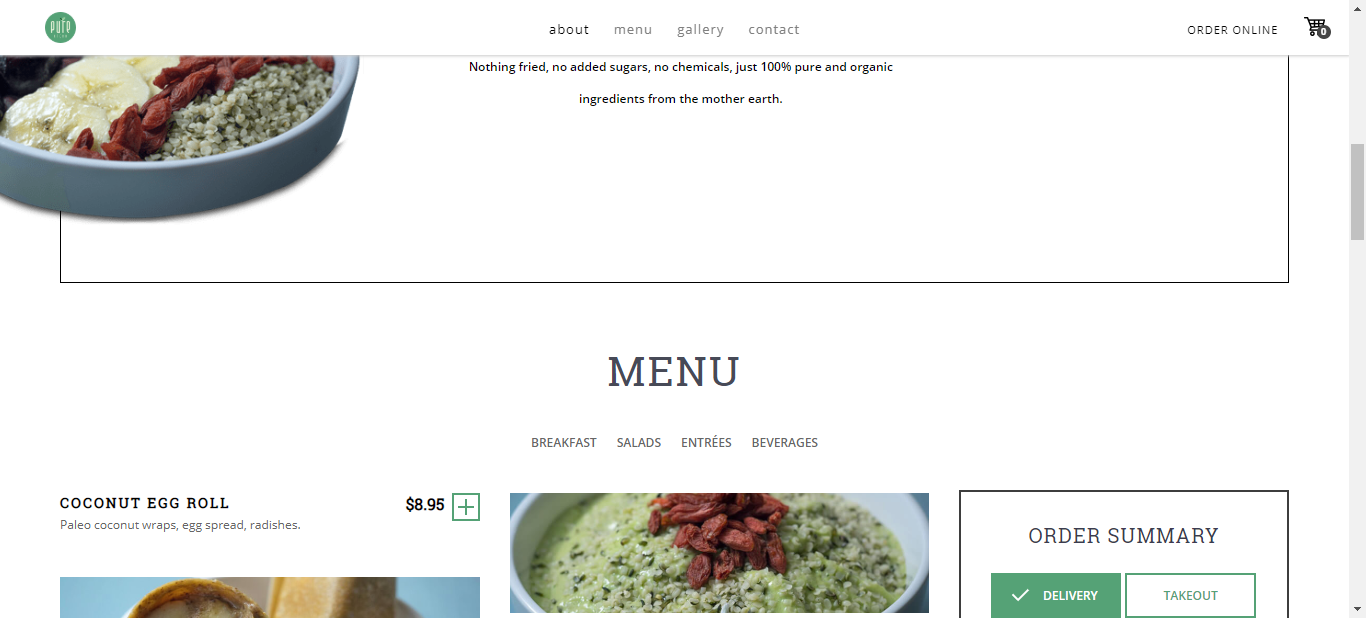 pure
about
menu
gallery
contact
ORDER ONLINE
0
Nothing fried, no added sugars, no chemicals, just 100% pure and organic
ingredients from the mother earth.
MENU
BREAKFAST
SALADS
ENTRÉES
BEVERAGES
COCONUT EGG ROLL
$8.95
Paleo coconut wraps, egg spread, radishes.
ORDER SUMMARY
DELIVERY
TAKEOUT